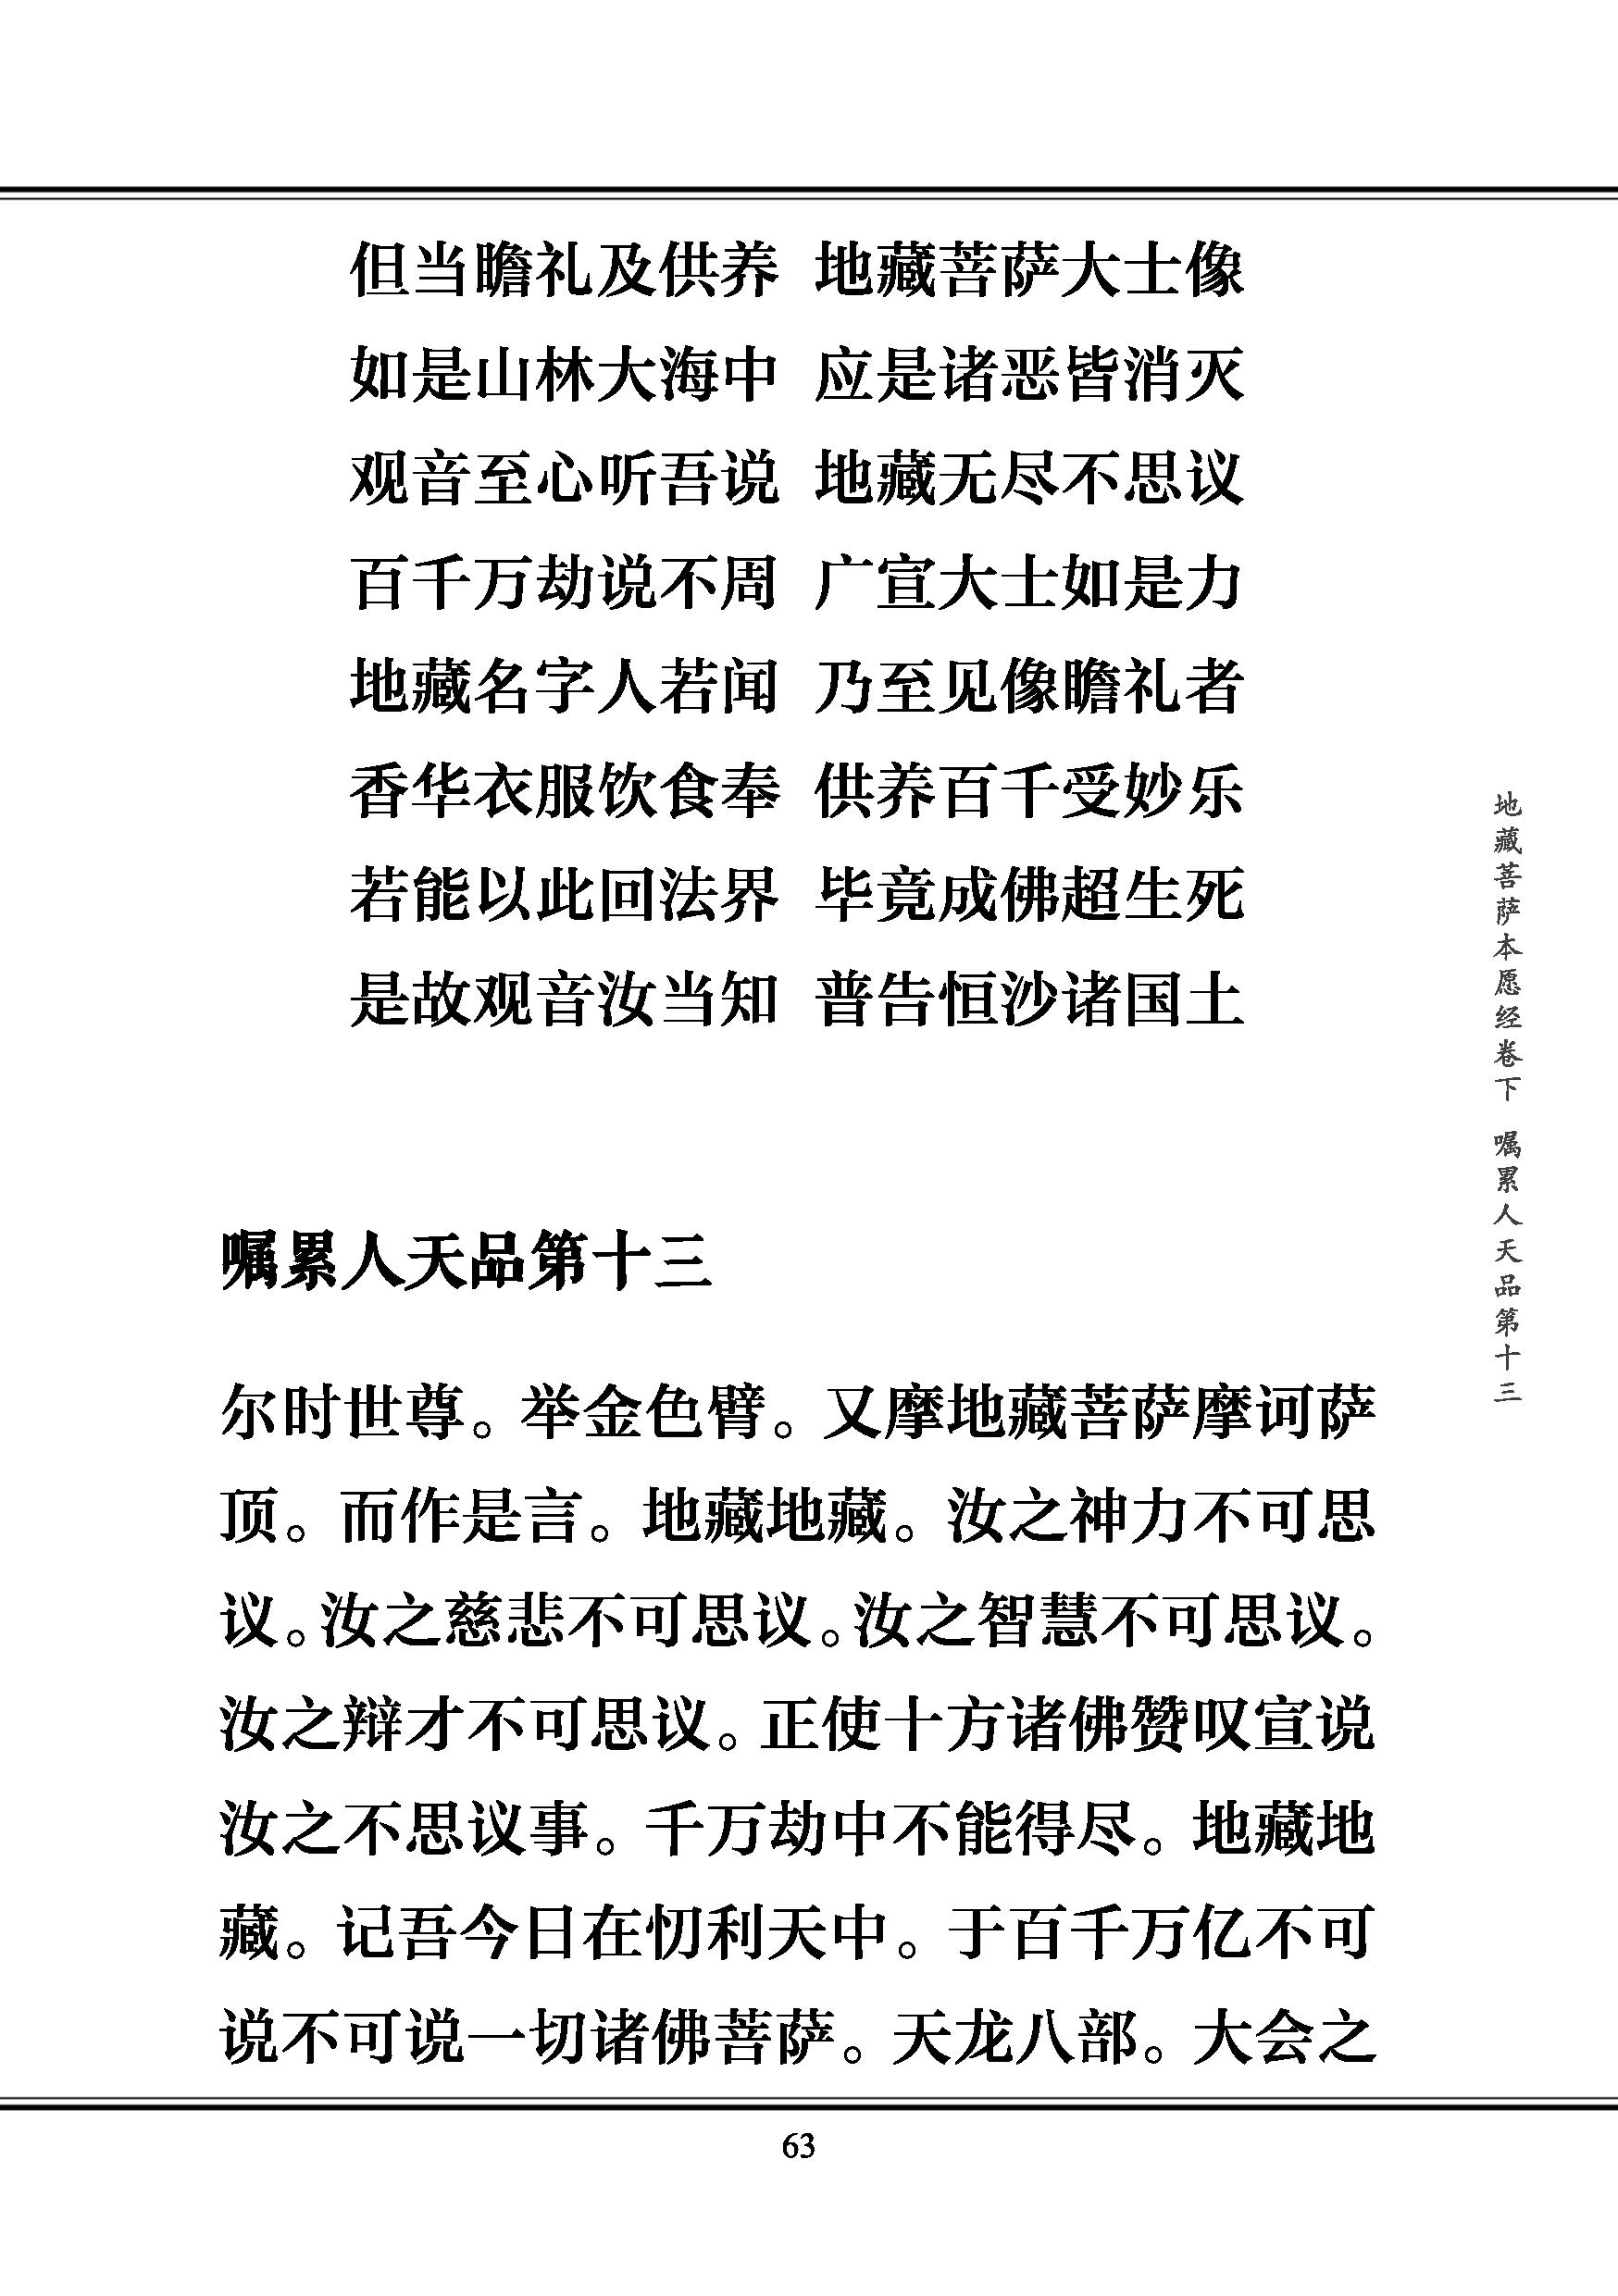 但当瞻礼及供养 地藏菩萨大士像
如是山林大海中 应是诸恶皆消灭
观音至心听吾说 地藏无尽不思议
百千万劫说不周 广宣大士如是力
地藏名字人若闻 乃至见像瞻礼者
香华衣服饮食奉 供养百千受妙乐
若能以此回法界 毕竟成佛超生死
是故观音汝当知 普告恒沙诸国土
嘱累人天品第十三
尔时世尊。举金色臂。又摩地藏菩萨摩诃萨
顶。而作是言。地藏地藏。汝之神力不可思
议。汝之慈悲不可思议。汝之智慧不可思议。
汝之辩才不可思议。正使十方诸佛赞叹宣说
汝之不思议事。千万劫中不能得尽。地藏地
藏。记吾今日在忉利天中。于百千万亿不可
说不可说一切诸佛菩萨。天龙八部。大会之
地藏菩萨本愿经卷下 嘱累人天品第十三
63